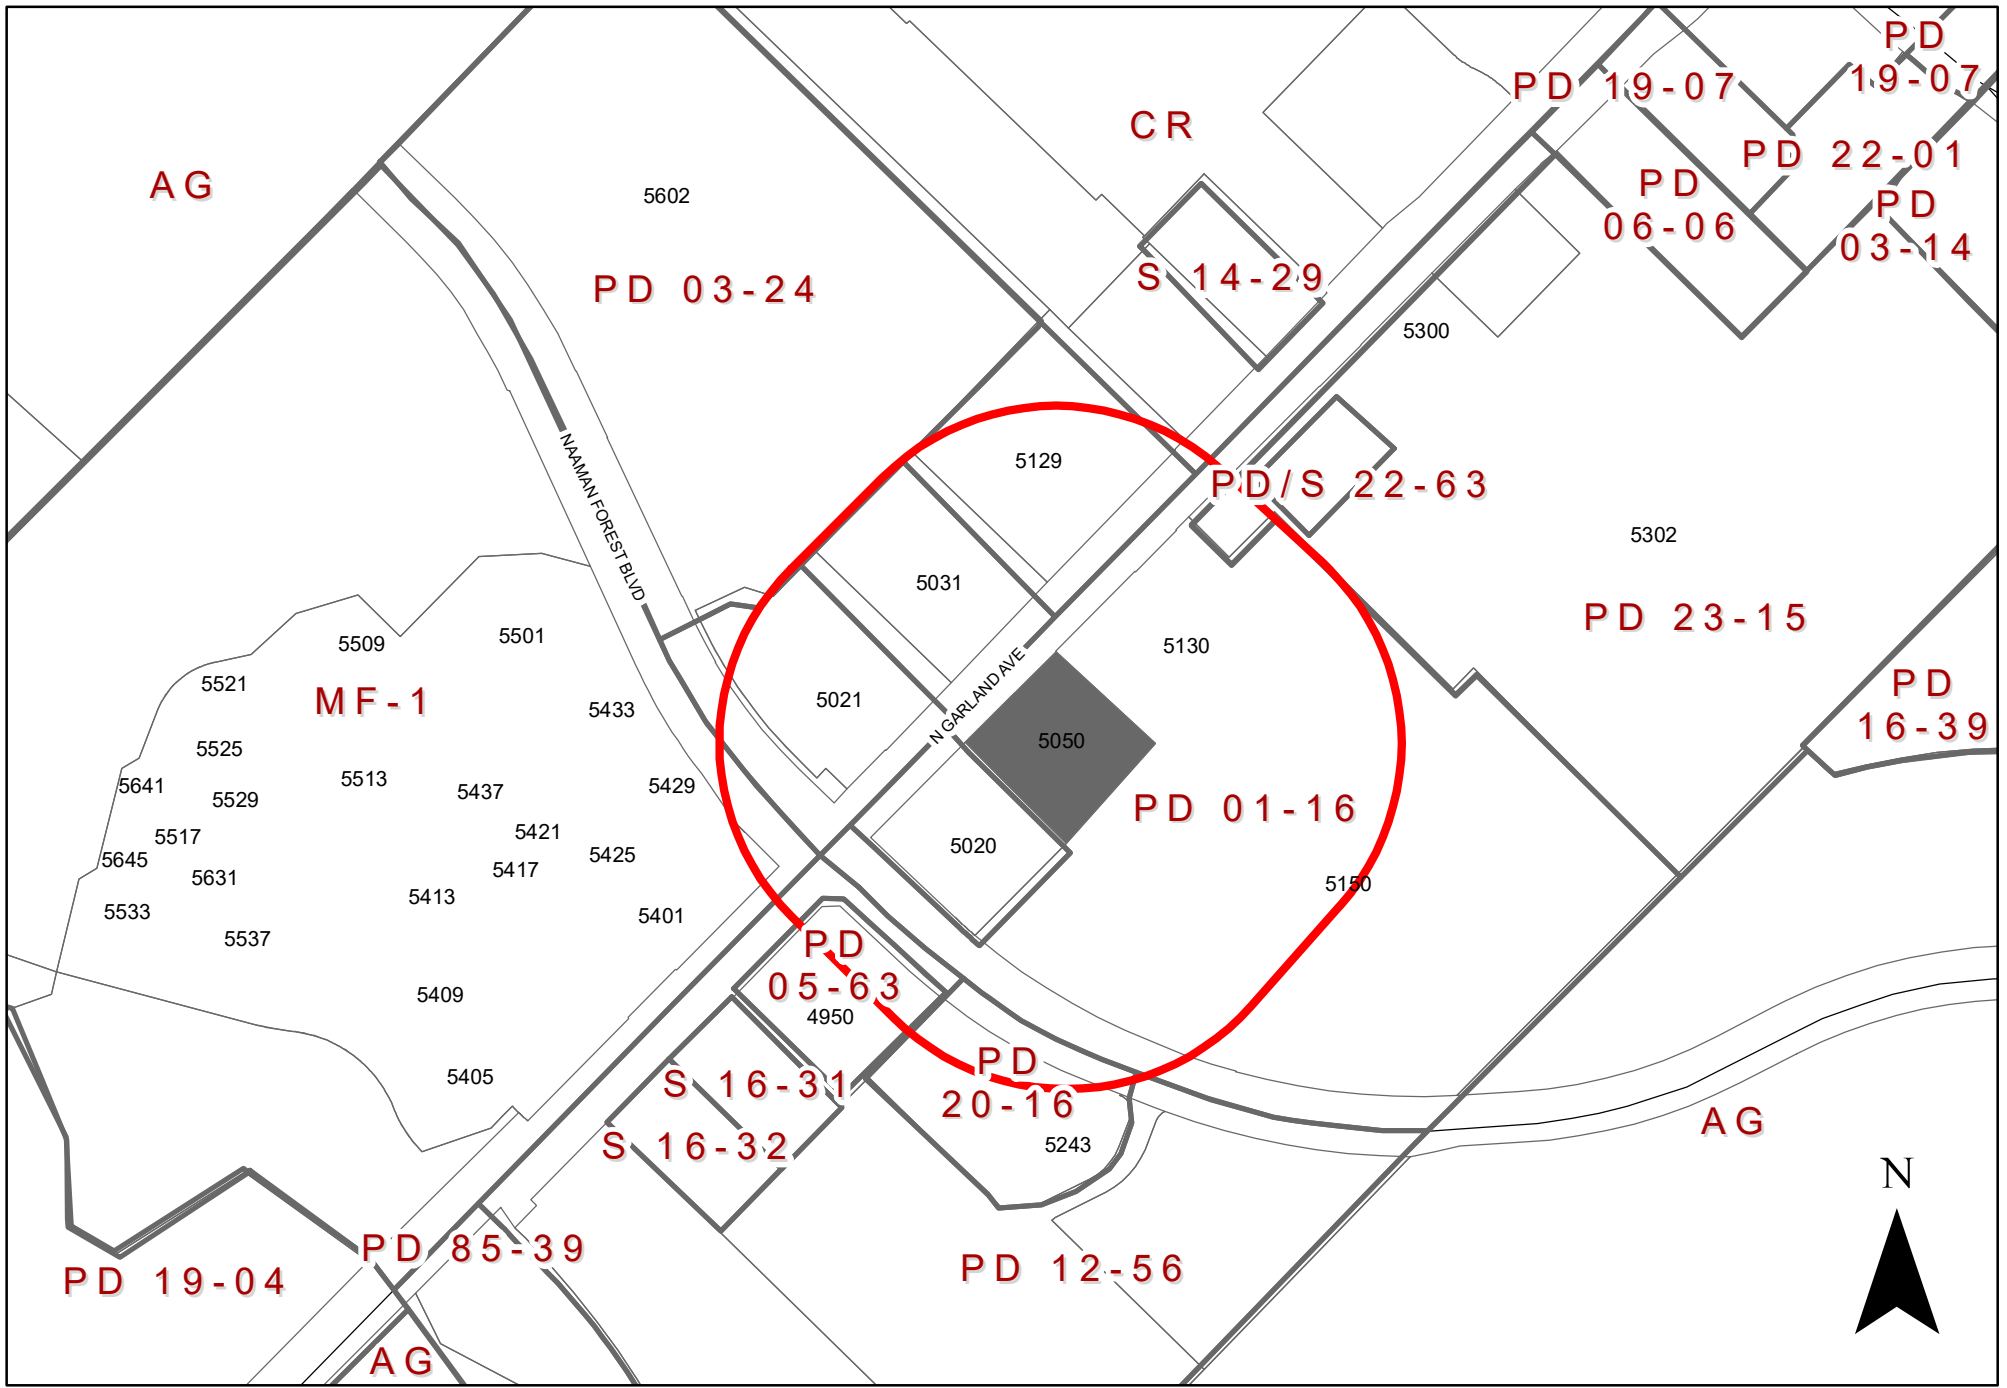 PD
19-07
PD 19-07
CR
PD 22-01
AG
5602
PD
06-06
PD
03-14
PD 03-24
S 14-29
5300
5129
PD/S 22-63
NAAMAN FOREST BLVD
5302
5031
PD 23-15
5509
5501
5130
5521
MF-1
5021
N GARLAND AVE
PD
16-39
5433
5525
5050
5641
5513
5437
5429
5529
PD 01-16
5517
5421
5645
5417
5425
5020
5631
5150
5413
5533
5401
5537
PD
05-63
5409
4950
PD
20-16
5405
S 16-31
AG
S 16-32
5243
N
PD 85-39
PD 12-56
PD 19-04
AG